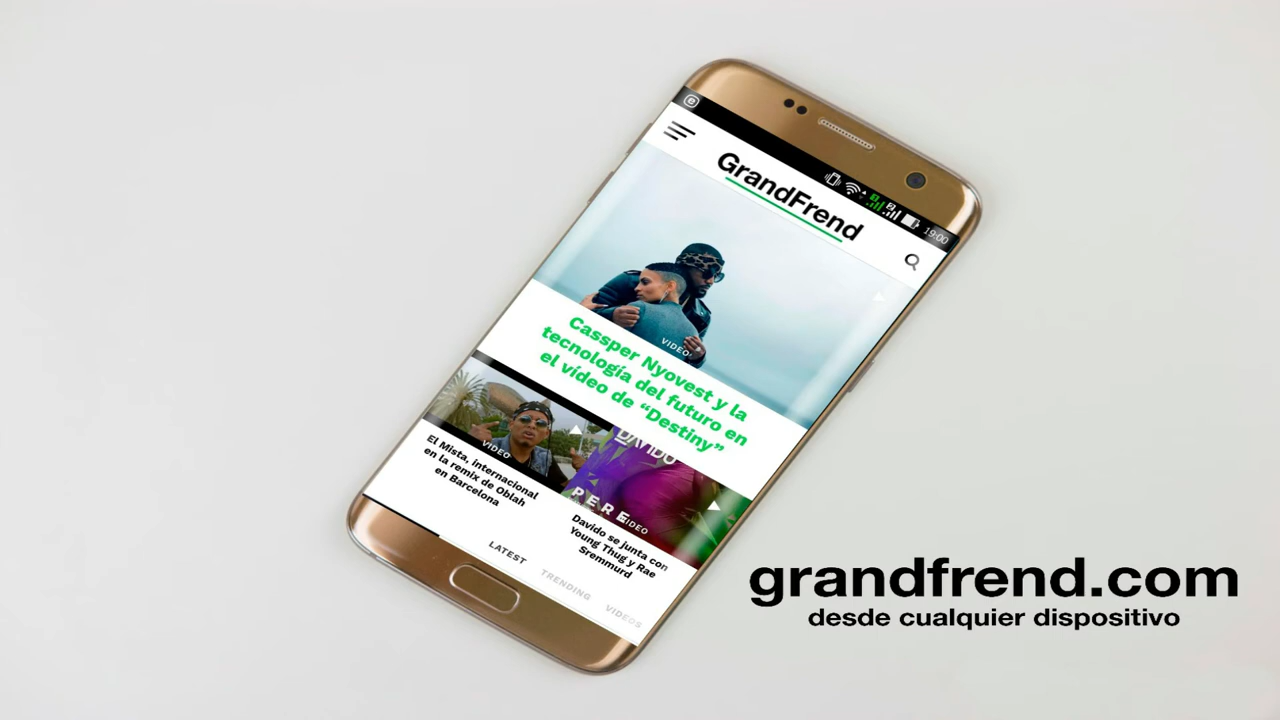 19:00
GrandFrend
VIDEO
Cassper Nyovest y la
tecnología del futuro en
el vídeo de “Destiny”
VIDEO
El Mista, internacional
en la remix de Oblah
en Barcelona
DAVIDO
RERE
VIDEO
Davido se junta con
Young Thug y Rae
Sremmurd
LATEST
TRENDING
VIDEOS
grandfrend.com
desde cualquier dispositivo